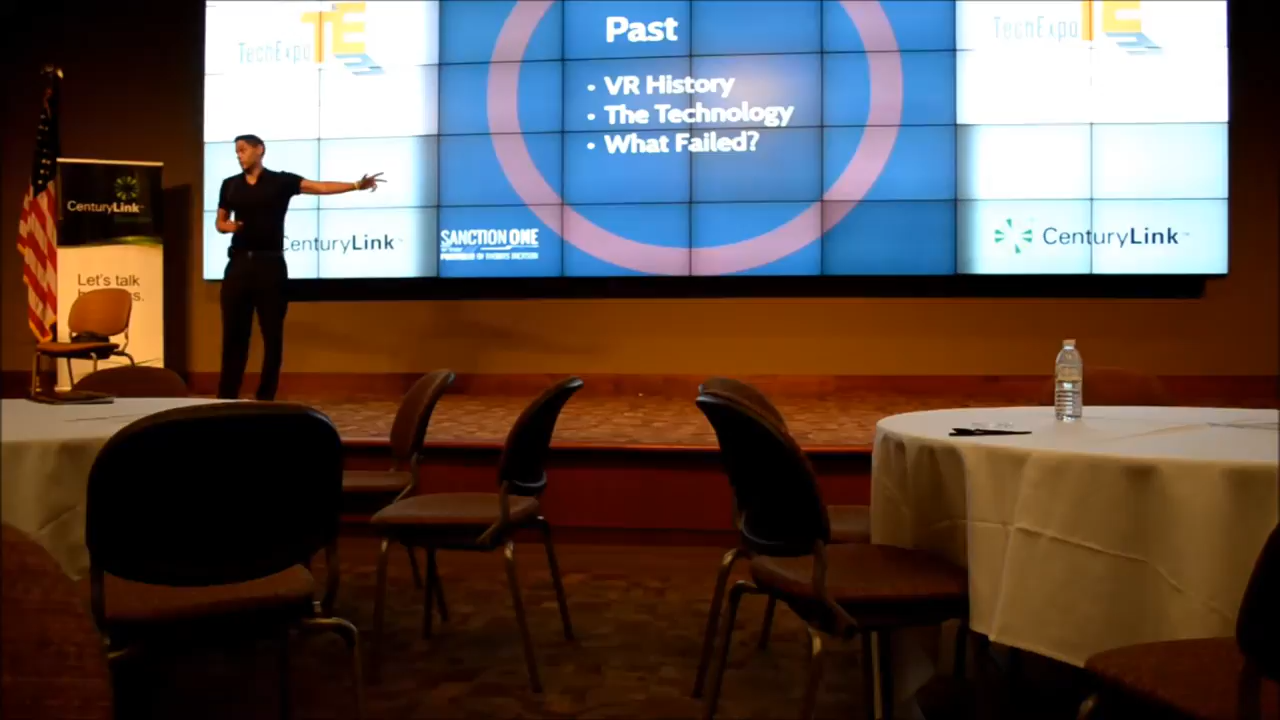 TechExpo TE
Past
• VR History
• The Technology
• What Failed?
TechExpo TE
CenturyLink
Let's talk
CenturyLink
SANCTION ONE
CenturyLink